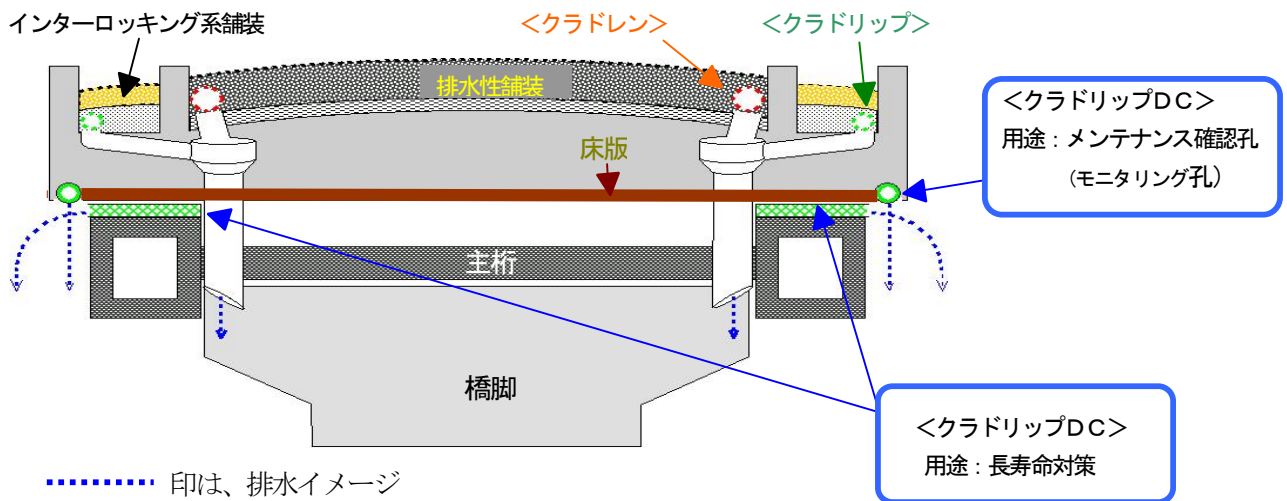 インターロッキング系舗装
＜クラドレン＞
＜クラドリップ＞
排水性舗装
＜クラドリップＤＣ＞
用途：メンテナンス確認孔
（モニタリング孔）
床版
主桁
橋脚
＜クラドリップＤＣ＞
用途：長寿命対策
印は、排水イメージ